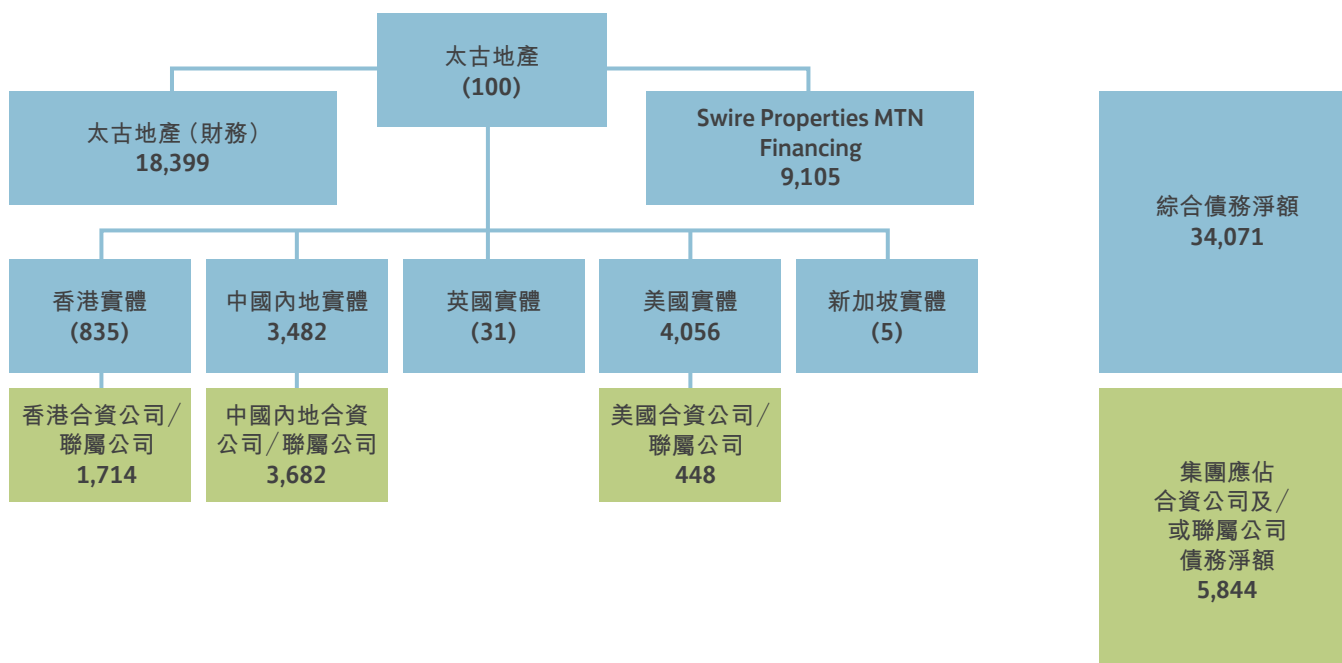 太古地產
(100)
太古地產（財務）
18,399
Swire Properties MTN
Financing
9,105
綜合債務淨額
34,071
香港實體
(835)
中國內地實體
3,482
英國實體
(31)
美國實體
4,056
新加坡實體
(5)
香港合資公司/
聯屬公司
1,714
中國內地合資
公司/聯屬公司
3,682
美國合資公司/
聯屬公司
448
集團應佔
合資公司及/
或聯屬公司
債務淨額
5,844